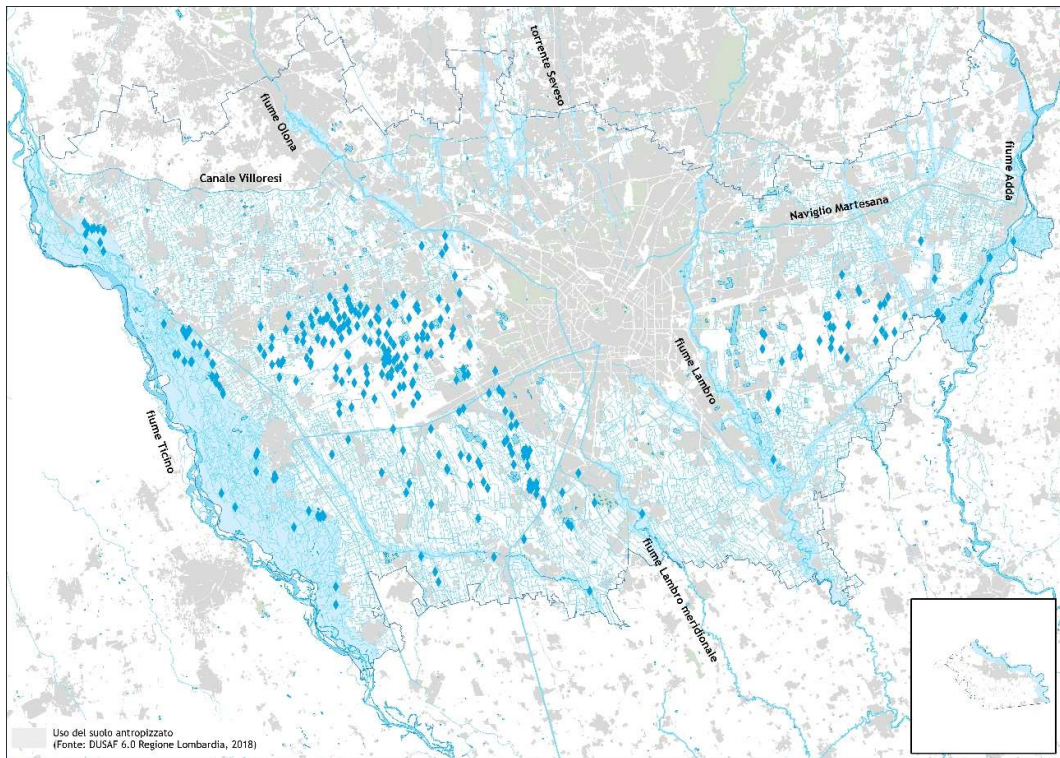 torrente Seveso
fiume Olona
Canale Villoresi
fiume Adda
Naviglio Martesana
fiume Lambro
fiume Ticino
fiume Lambro meridionale
Uso del suolo antropizzato
(Fonte: DUSAF 6.0 Regione Lombardia, 2018)